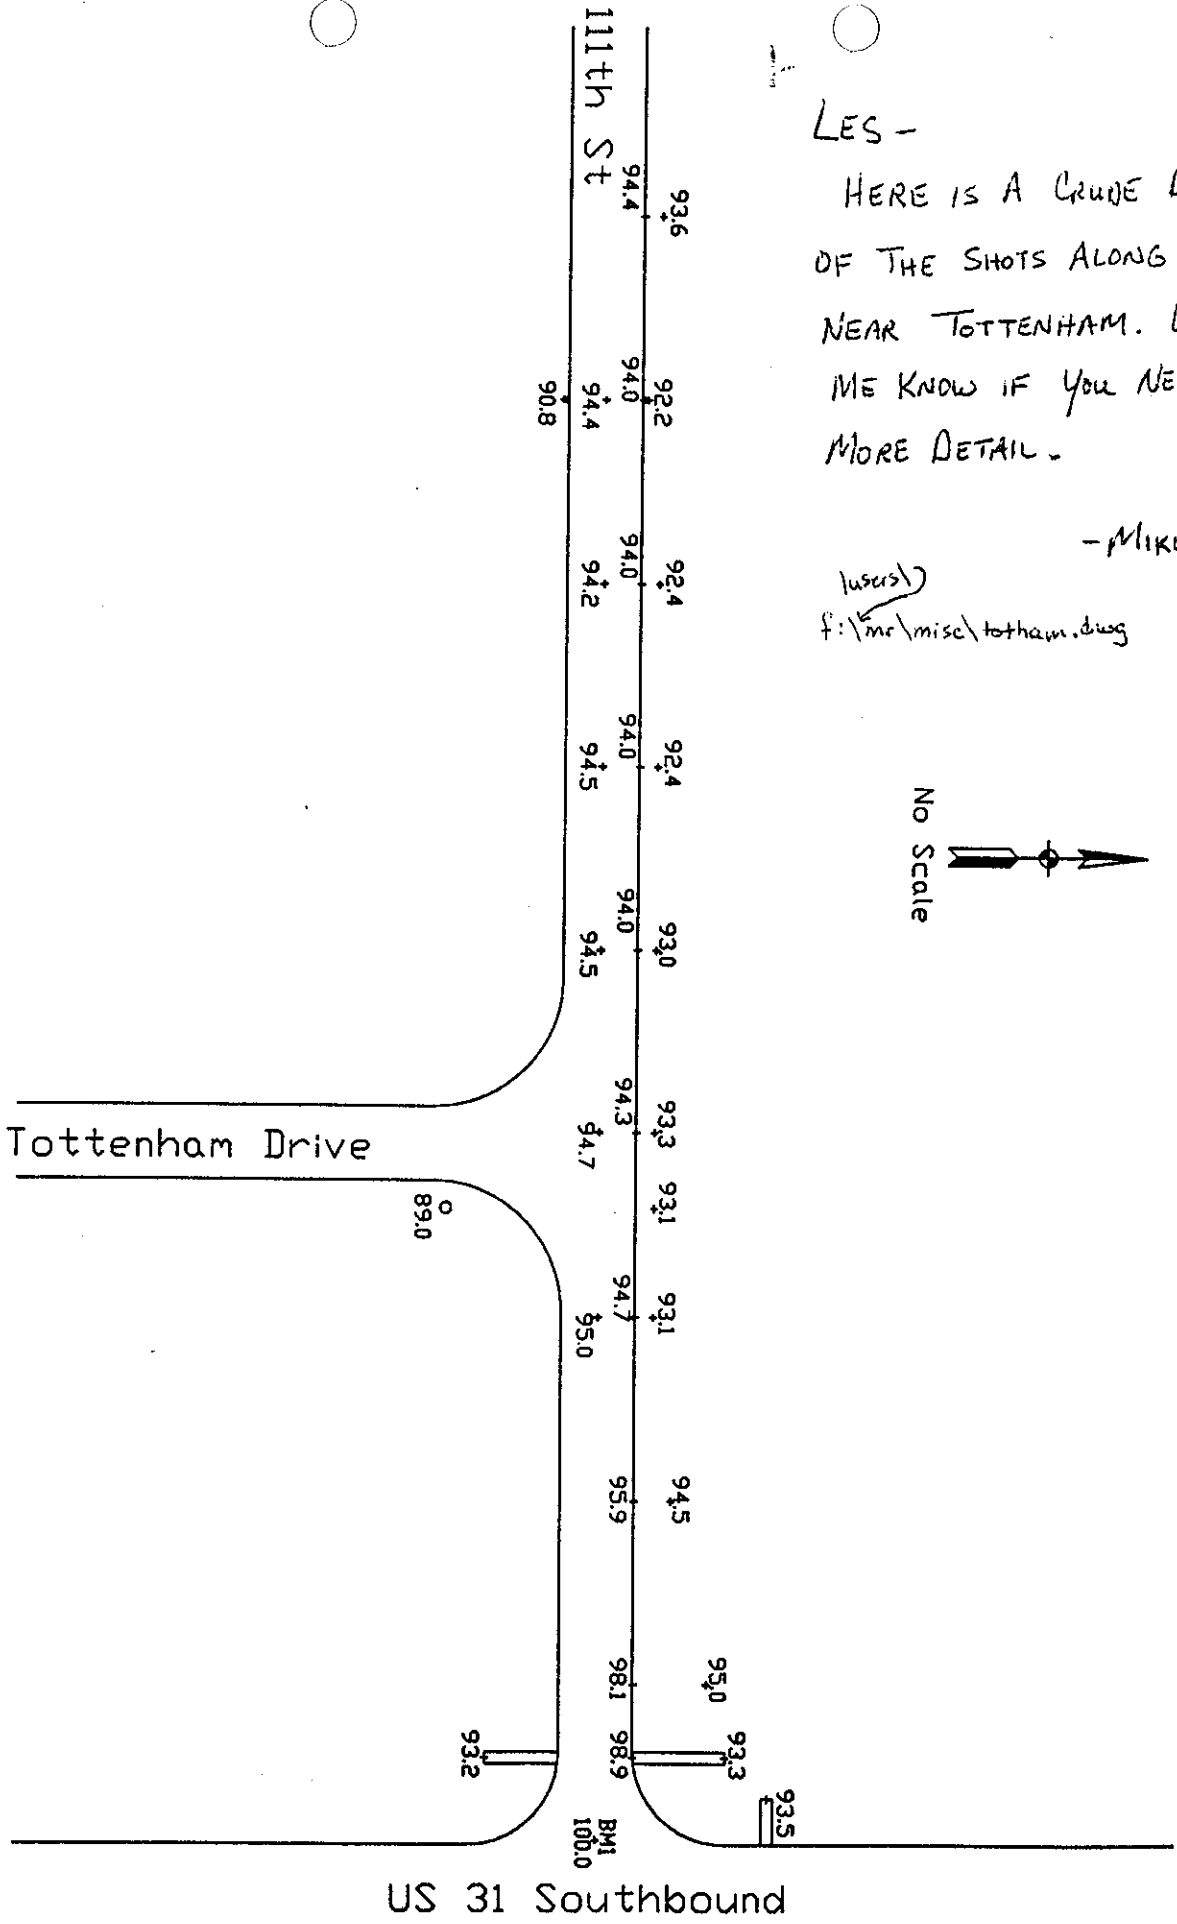 111th St
LES -
HERE IS A CRUDE
OF THE SHOTS ALONG
NEAR TOTTENHAM.
ME KNOW IF YOU NE
MORE DETAIL.
- MIK
\users\
f:\mr\misc\totham.dwg
No Scale
94.4 93.6
90.8 94.4 94.0 92.2
94.2 94.0 92.4
94.5 94.0 92.4
94.5 94.0 93.0
94.7 94.3 93.3
Tottenham Drive
89.0 93.1
95.0 94.7 93.1
95.9 94.5
98.1 95.0
93.2 98.9 93.3
93.5
BM1
100.0
US 31 Southbound